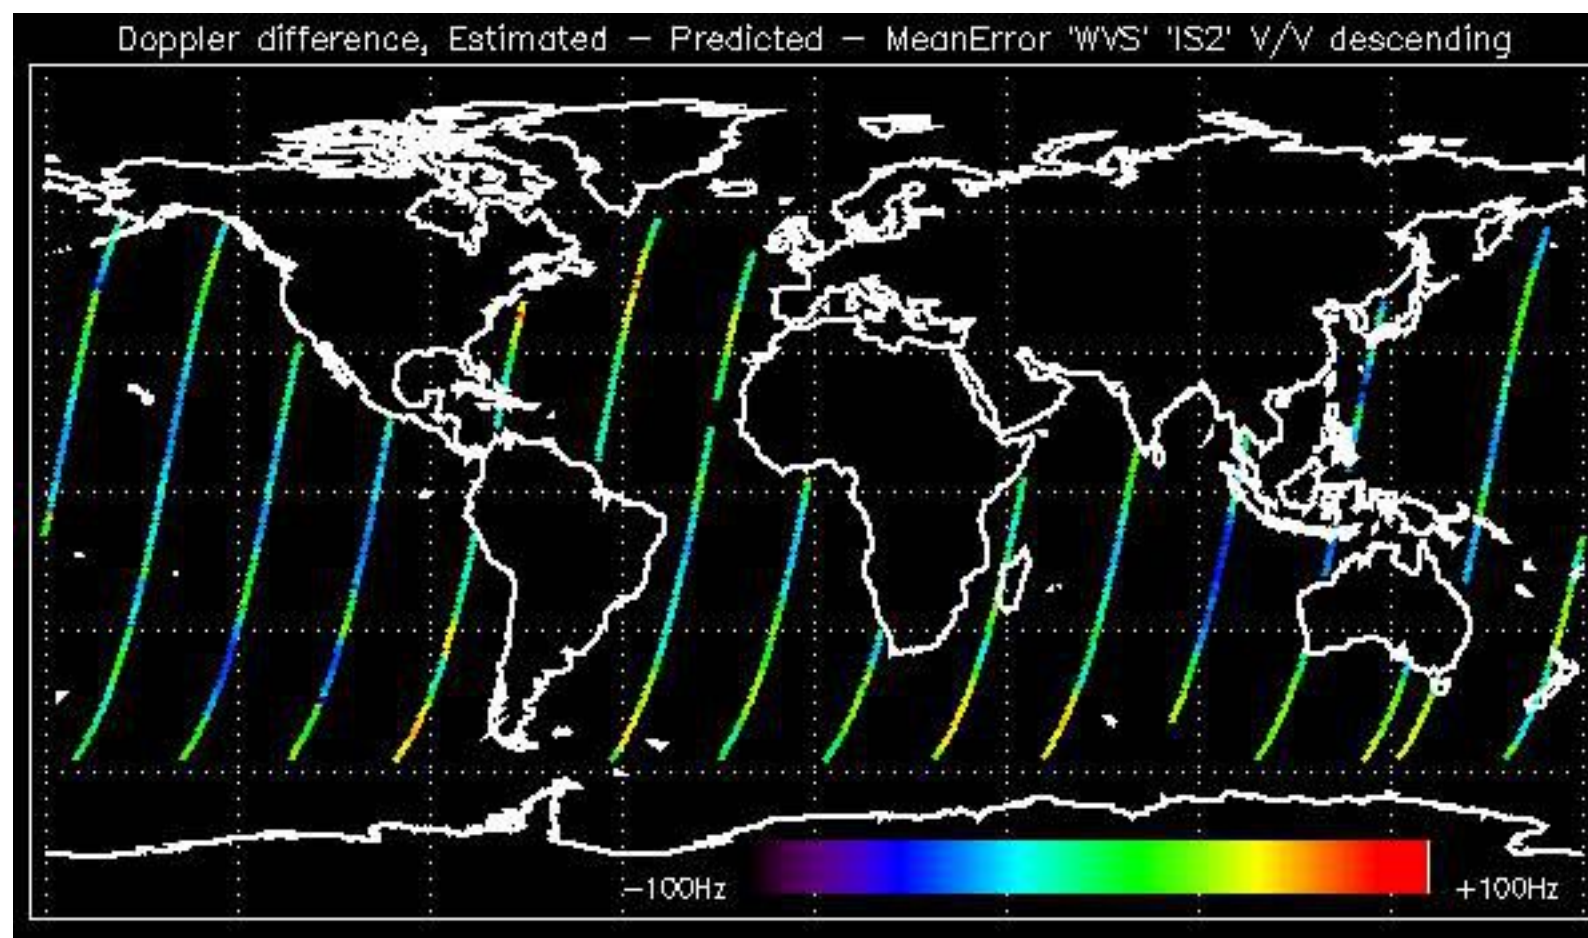 Doppler difference, Estimated – Predicted – MeanError 'WVS' 'IS2' V/V descending
−100Hz +100Hz